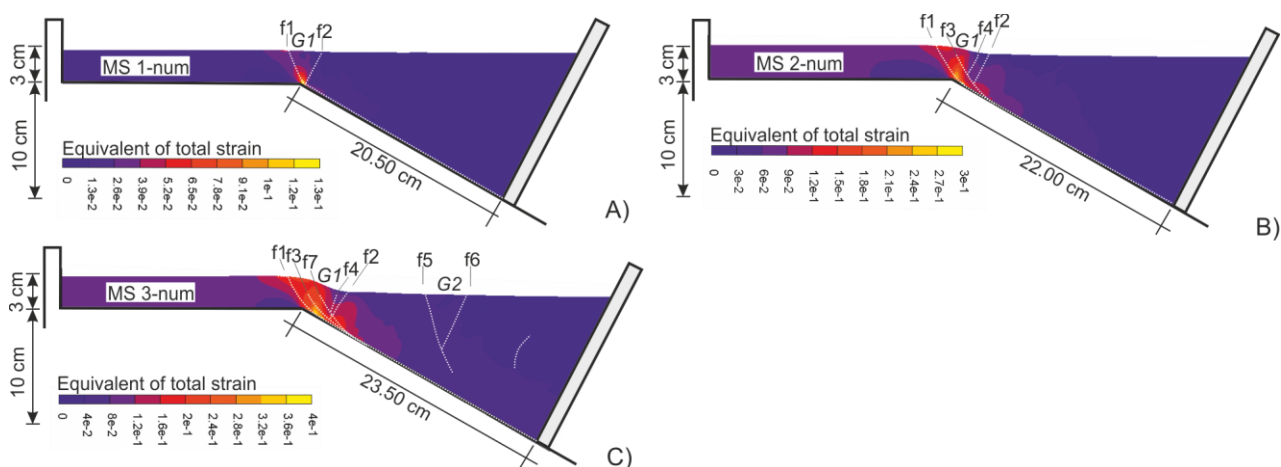 f1 G1 f2
3 cm
MS 1-num
10 cm
Equivalent of total strain
0 1.3e-2 2.6e-2 3.9e-2 5.2e-2 6.5e-2 7.8e-2 9.1e-2 1e-1 1.2e-1 1.3e-1
20.50 cm
A)
f1 f3 G1 f4 f2
3 cm
MS 2-num
10 cm
Equivalent of total strain
0 3e-2 6e-2 9e-2 1.2e-1 1.5e-1 1.8e-1 2.1e-1 2.4e-1 2.7e-1 3e-1
22.00 cm
B)
f1 f3 f7 G1 f4 f2 f5 G2 f6
3 cm
MS 3-num
10 cm
Equivalent of total strain
0 4e-2 8e-2 1.2e-1 1.6e-1 2e-1 2.4e-1 2.8e-1 3.2e-1 3.6e-1 4e-1
23.50 cm
C)